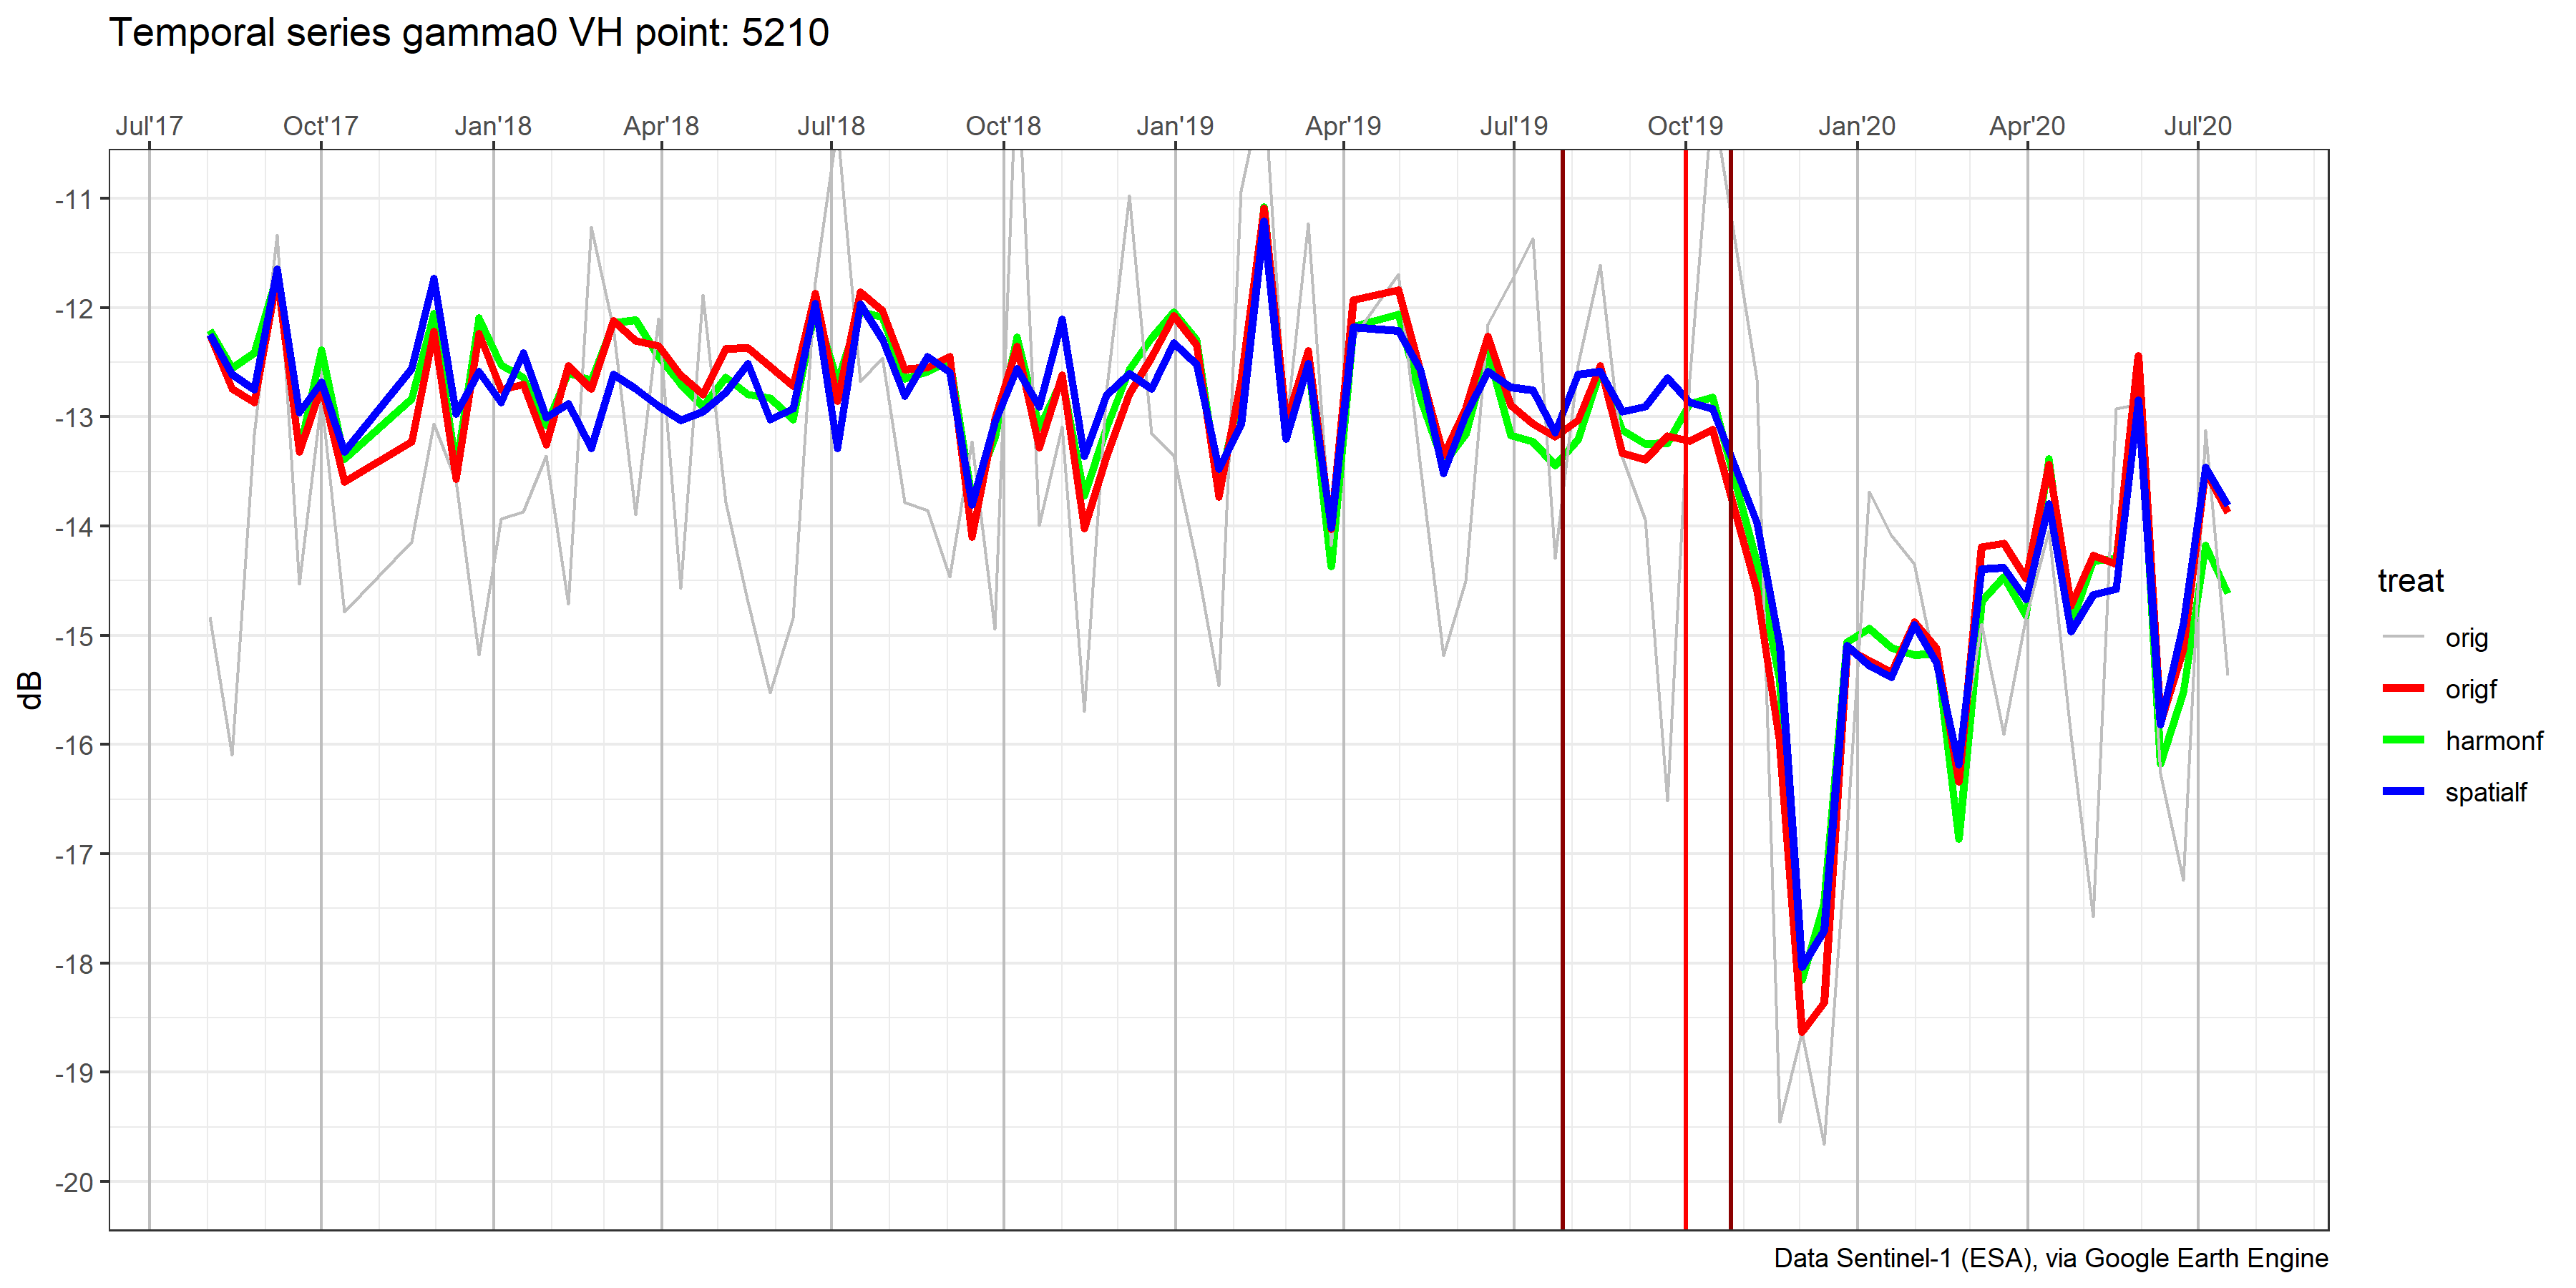 Temporal series gamma0 VH point: 5210
Jul'17 Oct'17 Jan'18 Apr'18 Jul'18 Oct'18 Jan'19 Apr'19 Jul'19 Oct'19 Jan'20 Apr'20 Jul'20
-11
-12
-13
-14
-15
-16
-17
-18
-19
-20
dB
treat
orig
origf
harmonf
spatialf
Data Sentinel-1 (ESA), via Google Earth Engine